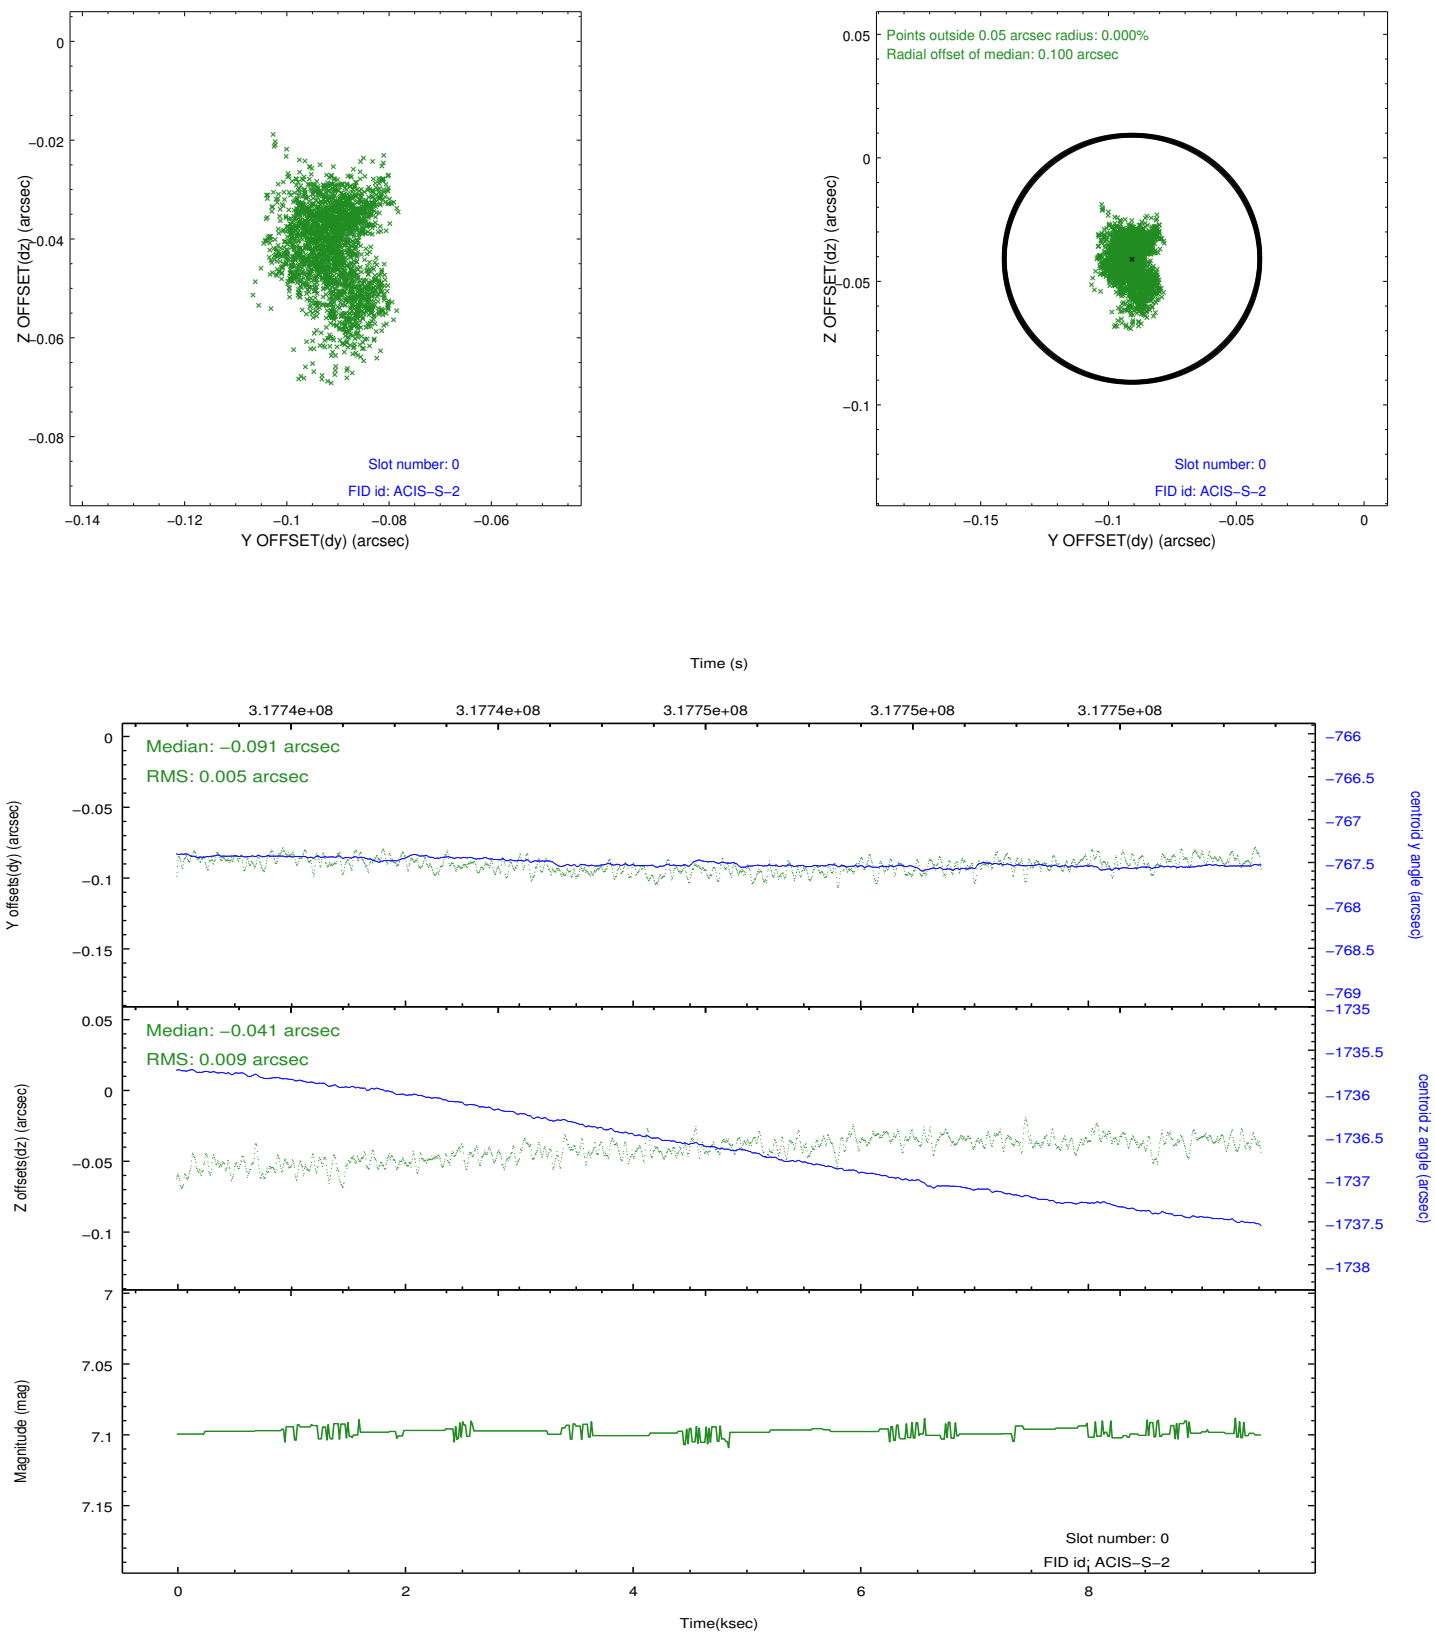 0
−0.02
−0.04
−0.06
−0.08
Z OFFSET(dz) (arcsec)
Slot number: 0
FID id: ACIS−S−2
−0.14
−0.12
−0.1
−0.08
−0.06
Y OFFSET(dy) (arcsec)
Points outside 0.05 arcsec radius: 0.000%
Radial offset of median: 0.100 arcsec
0.05
0
−0.05
−0.1
Z OFFSET(dz) (arcsec)
Slot number: 0
FID id: ACIS−S−2
−0.15
−0.1
−0.05
0
Y OFFSET(dy) (arcsec)
Time (s)
3.1774e+08
3.1774e+08
3.1775e+08
3.1775e+08
3.1775e+08
Median: −0.091 arcsec
RMS: 0.005 arcsec
0
−0.05
−0.1
−0.15
Y offsets(dy) (arcsec)
−766
−766.5
−767
−767.5
−768
−768.5
−769
centroid y angle (arcsec)
Median: −0.041 arcsec
RMS: 0.009 arcsec
0.05
0
−0.05
−0.1
Z offsets(dz) (arcsec)
−1735
−1735.5
−1736
−1736.5
−1737
−1737.5
−1738
centroid z angle (arcsec)
7
7.05
7.1
7.15
Magnitude (mag)
Slot number: 0
FID id: ACIS−S−2
0
2
4
6
8
Time(ksec)